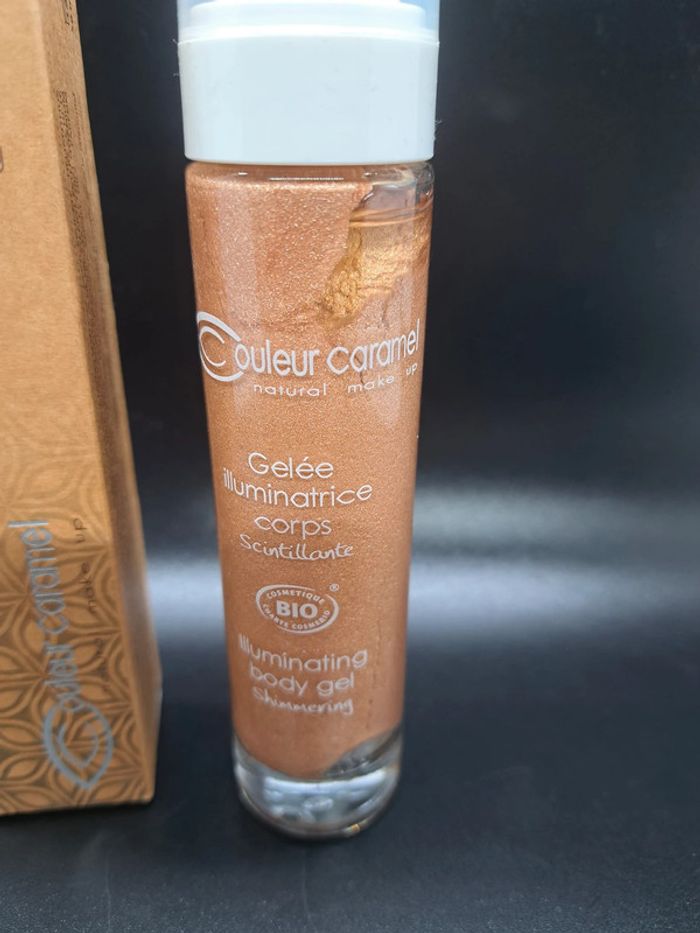 Couleur caramel
natural make up
Gelée
illuminatrice
corps
Scintillante
COSMETIQUE
BIO
CHARTE COSMEBIO
®
Illuminating
body gel
Shimmering
Couleur caramel
make up